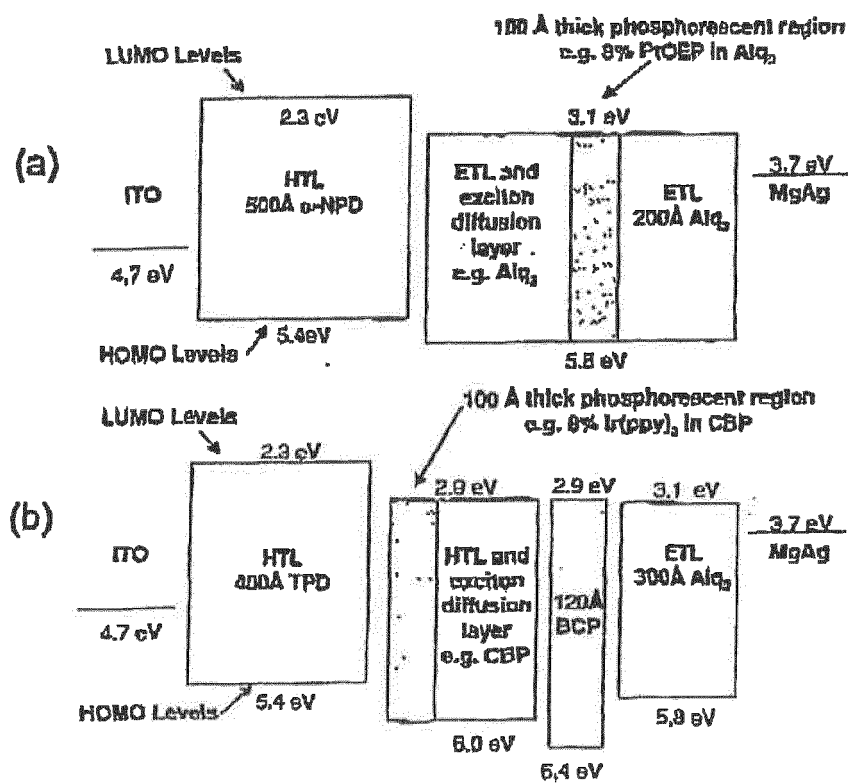 100 Å thick phosphorescent region
e.g. 8% PtOEP in Alq₃
LUMO Levels
2.3 eV
3.1 eV
(a)
ITO
HTL
500Å α-NPD
ETL and
exciton
diffusion
layer
e.g. Alq₃
ETL
200Å Alq₃
3.7 eV
MgAg
4.7 eV
5.4eV
HOMO Levels
5.8 eV
100 Å thick phosphorescent region
e.g. 8% Ir(ppy)₃ in CBP
LUMO Levels
2.3 eV
2.9 eV
2.9 eV
3.1 eV
(b)
ITO
HTL
400Å TPD
HTL and
exciton
diffusion
layer
e.g. CBP
120Å
BCP
ETL
300Å Alq₃
3.7 eV
MgAg
4.7 eV
5.4 eV
HOMO Levels
6.0 eV
6.4 eV
5.8 eV